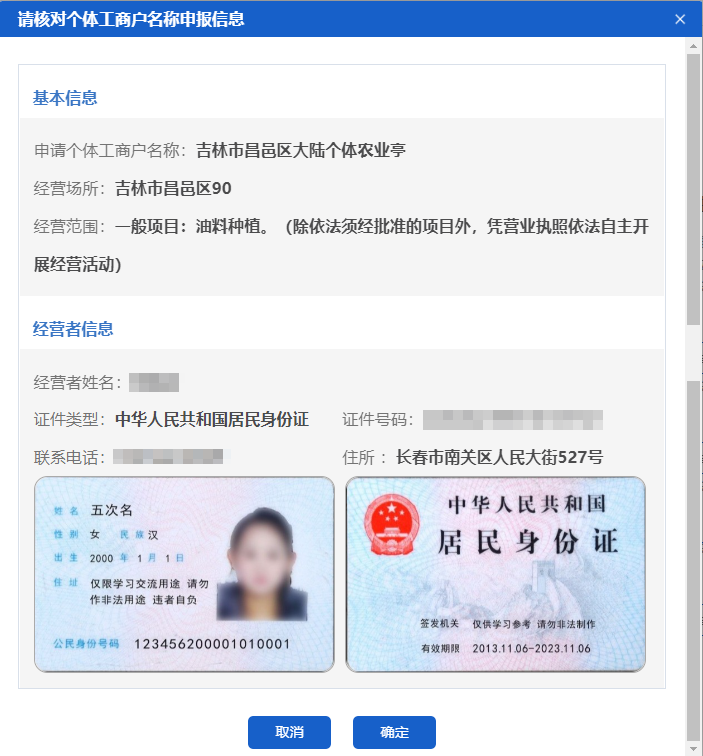 请核对个体工商户名称申报信息
基本信息
申请个体工商户名称：吉林市昌邑区大陆个体农业亭
经营场所：吉林市昌邑区90
经营范围：一般项目：油料种植。（除依法须经批准的项目外，凭营业执照依法自主开
展经营活动）
经营者信息
经营者姓名：
证件类型：中华人民共和国居民身份证 证件号码：
联系电话： 住所 ：长春市南关区人民大街527号
姓名 五次名
性别 女 民族 汉
出生 2000 年 1 月 1 日
住址 仅限学习交流用途 请勿
作非法用途 违者自负
公民身份号码 123456200001010001
中华人民共和国
居民身份证
签发机关 仅供学习参考 请勿非法制作
有效期限 2013.11.06-2023.11.06
取消 确定